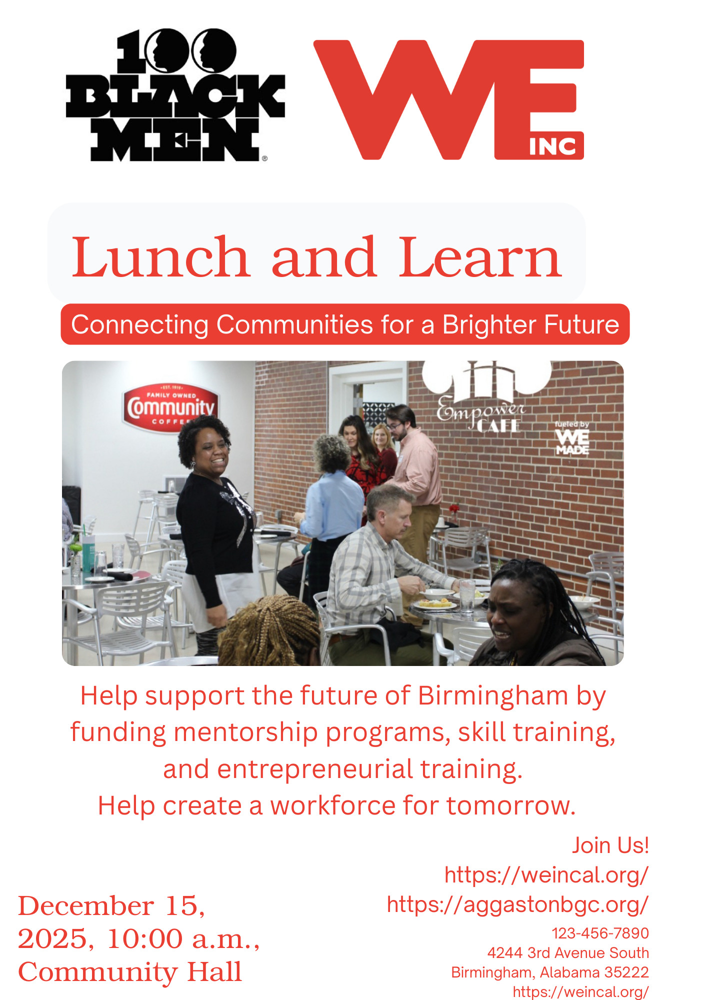 100
BLACK
MEN®
WE
INC
Lunch and Learn
Connecting Communities for a Brighter Future
•EST. 1919•
FAMILY OWNED
Community
COFFEE
Empower
CAFE
fueled by
WE
MADE
Help support the future of Birmingham by
funding mentorship programs, skill training,
and entrepreneurial training.
Help create a workforce for tomorrow.
Join Us!
https://weincal.org/
https://aggastonbgc.org/
December 15,
2025, 10:00 a.m.,
Community Hall
123-456-7890
4244 3rd Avenue South
Birmingham, Alabama 35222
https://weincal.org/